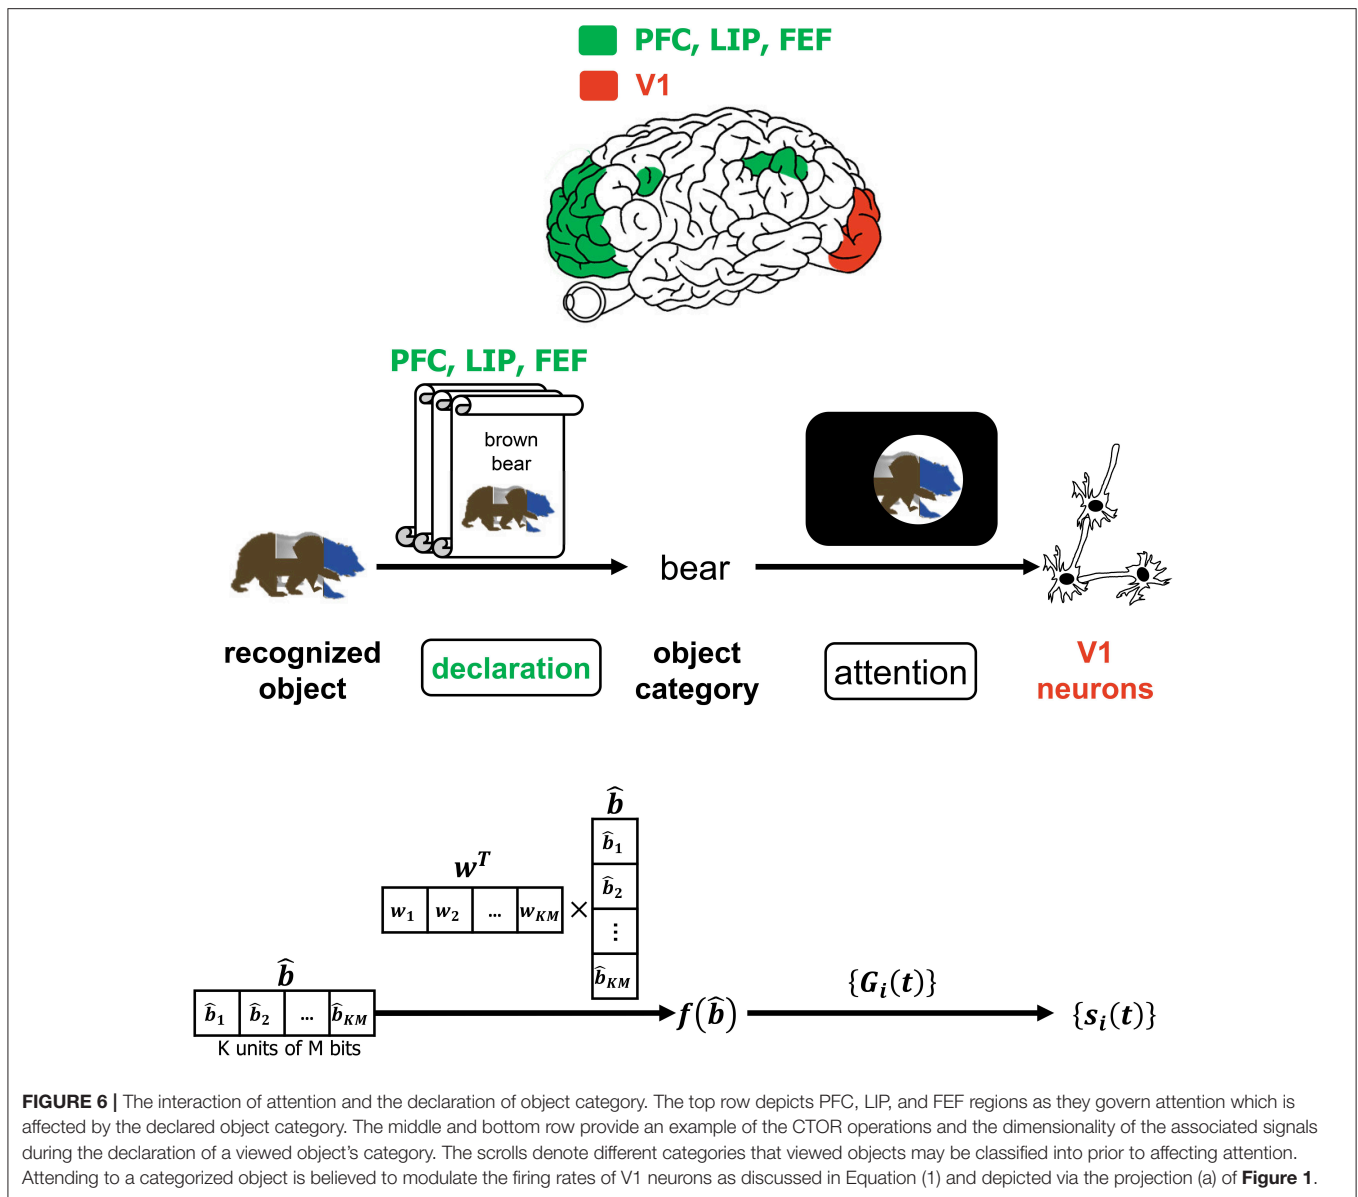 PFC, LIP, FEF
V1
PFC, LIP, FEF
brown
bear
bear
recognized
object
declaration
object
category
attention
V1
neurons
b̂
b̂₁
b̂₂
⋮
b̂_KM
wᵀ
w₁ w₂ ... w_KM
×
b̂
b̂₁ b̂₂ ... b̂_KM
K units of M bits
f(b̂)
{Gᵢ(t)}
{sᵢ(t)}
FIGURE 6 | The interaction of attention and the declaration of object category. The top row depicts PFC, LIP, and FEF regions as they govern attention which is
affected by the declared object category. The middle and bottom row provide an example of the CTOR operations and the dimensionality of the associated signals
during the declaration of a viewed object's category. The scrolls denote different categories that viewed objects may be classified into prior to affecting attention.
Attending to a categorized object is believed to modulate the firing rates of V1 neurons as discussed in Equation (1) and depicted via the projection (a) of Figure 1.